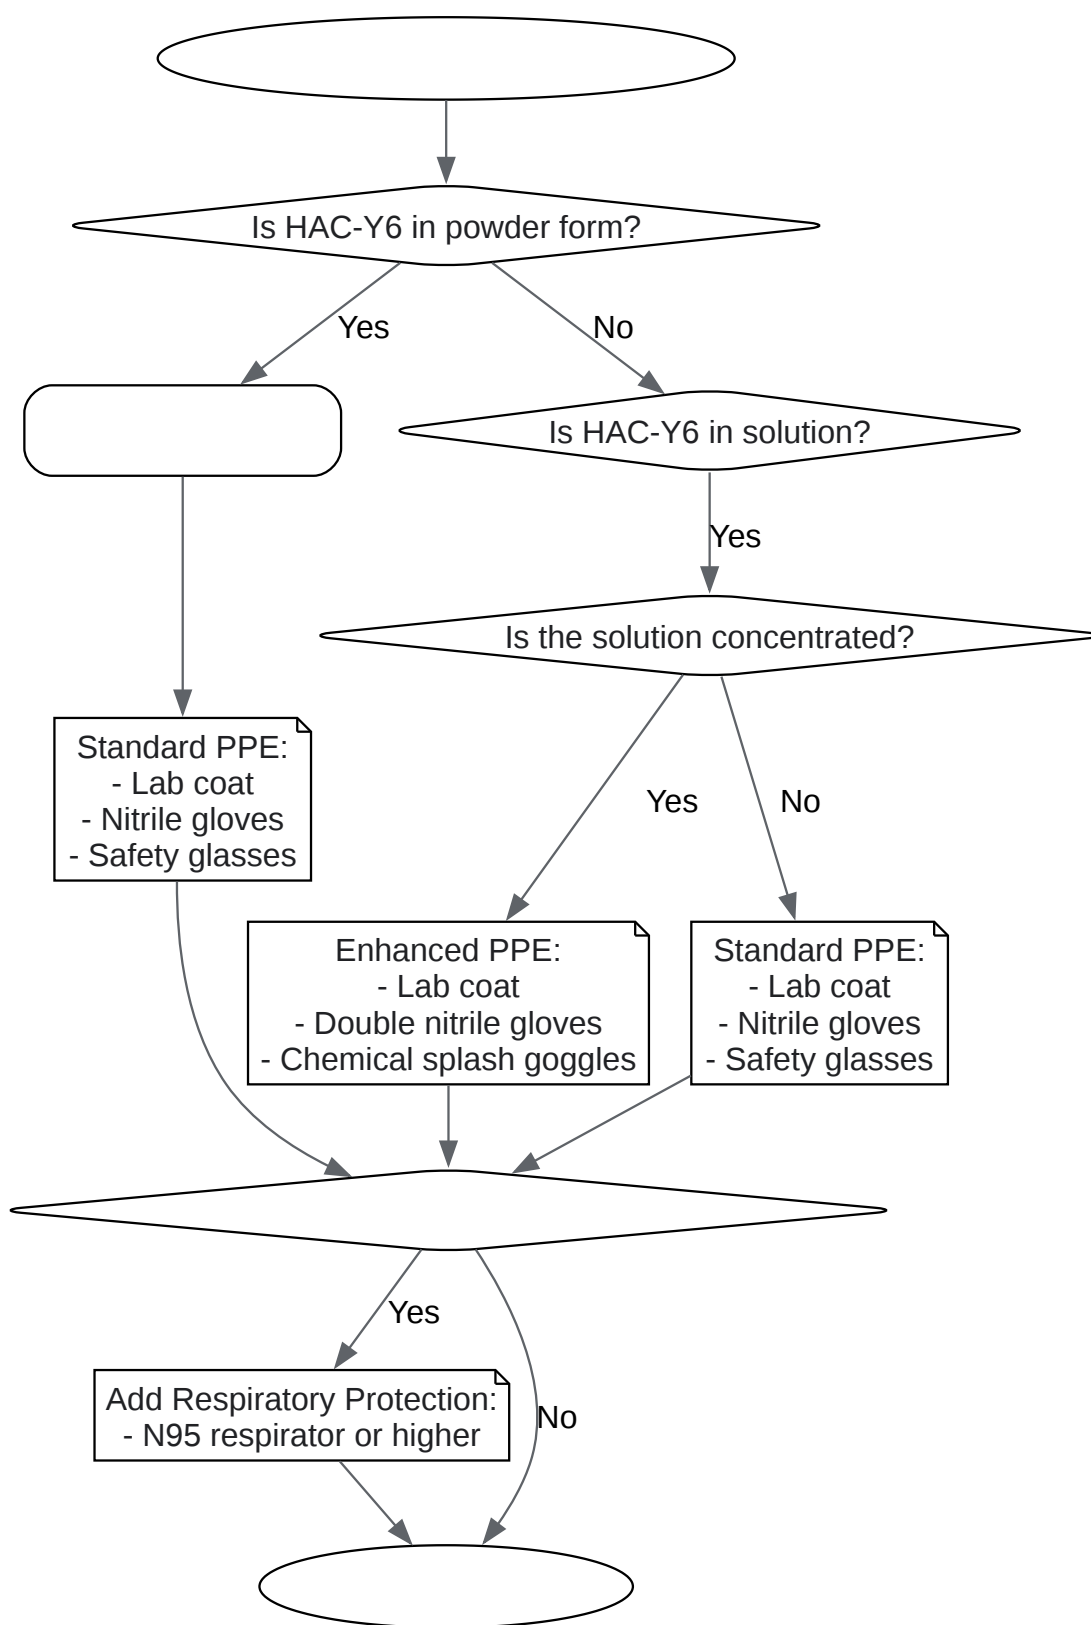 Is HAC-Y6 in powder form?
Yes
No
Is HAC-Y6 in solution?
Yes
Is the solution concentrated?
Yes
No
Standard PPE:
- Lab coat
- Nitrile gloves
- Safety glasses
Enhanced PPE:
- Lab coat
- Double nitrile gloves
- Chemical splash goggles
Standard PPE:
- Lab coat
- Nitrile gloves
- Safety glasses
Yes
No
Add Respiratory Protection:
- N95 respirator or higher